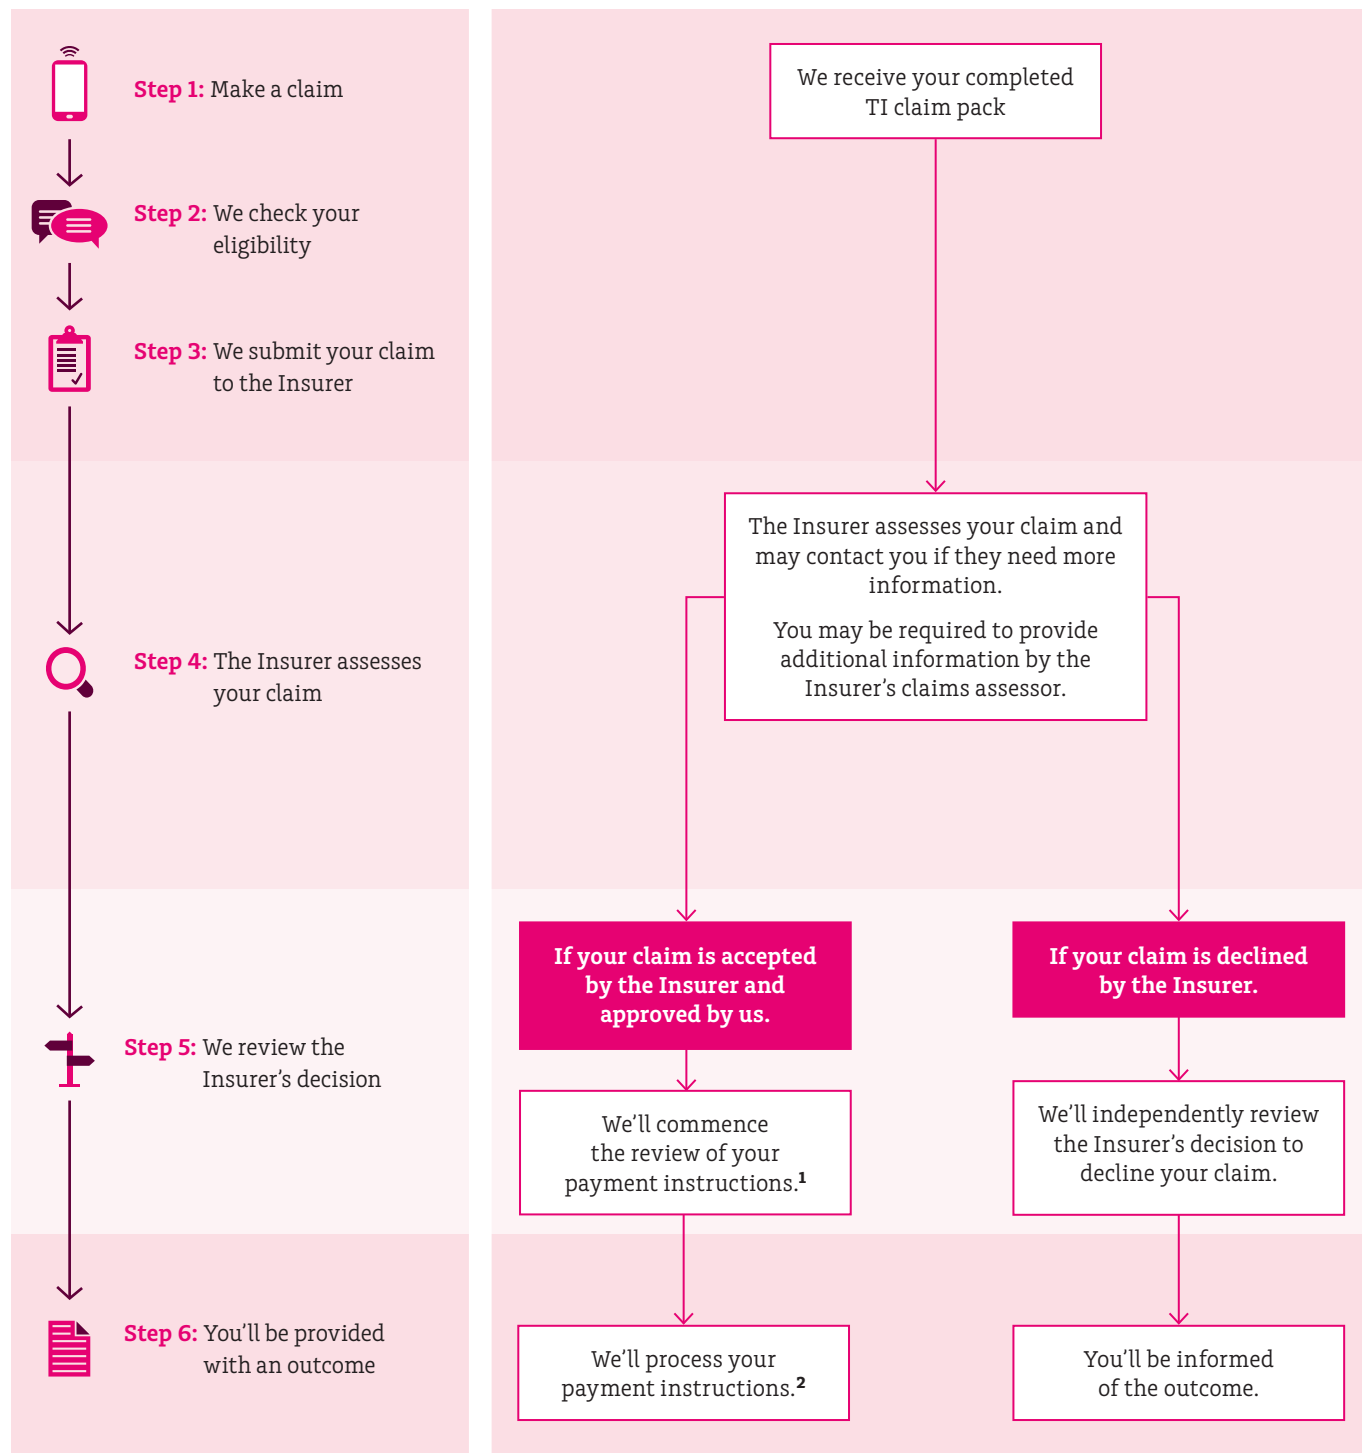 Step 1: Make a claim
Step 2: We check your
eligibility
Step 3: We submit your claim
to the Insurer
Step 4: The Insurer assesses
your claim
Step 5: We review the
Insurer’s decision
Step 6: You’ll be provided
with an outcome
We receive your completed
TI claim pack
The Insurer assesses your claim and
may contact you if they need more
information.
You may be required to provide
additional information by the
Insurer’s claims assessor.
If your claim is accepted
by the Insurer and
approved by us.
We’ll commence
the review of your
payment instructions.1
We’ll process your
payment instructions.2
If your claim is declined
by the Insurer.
We’ll independently review
the Insurer’s decision to
decline your claim.
You’ll be informed
of the outcome.